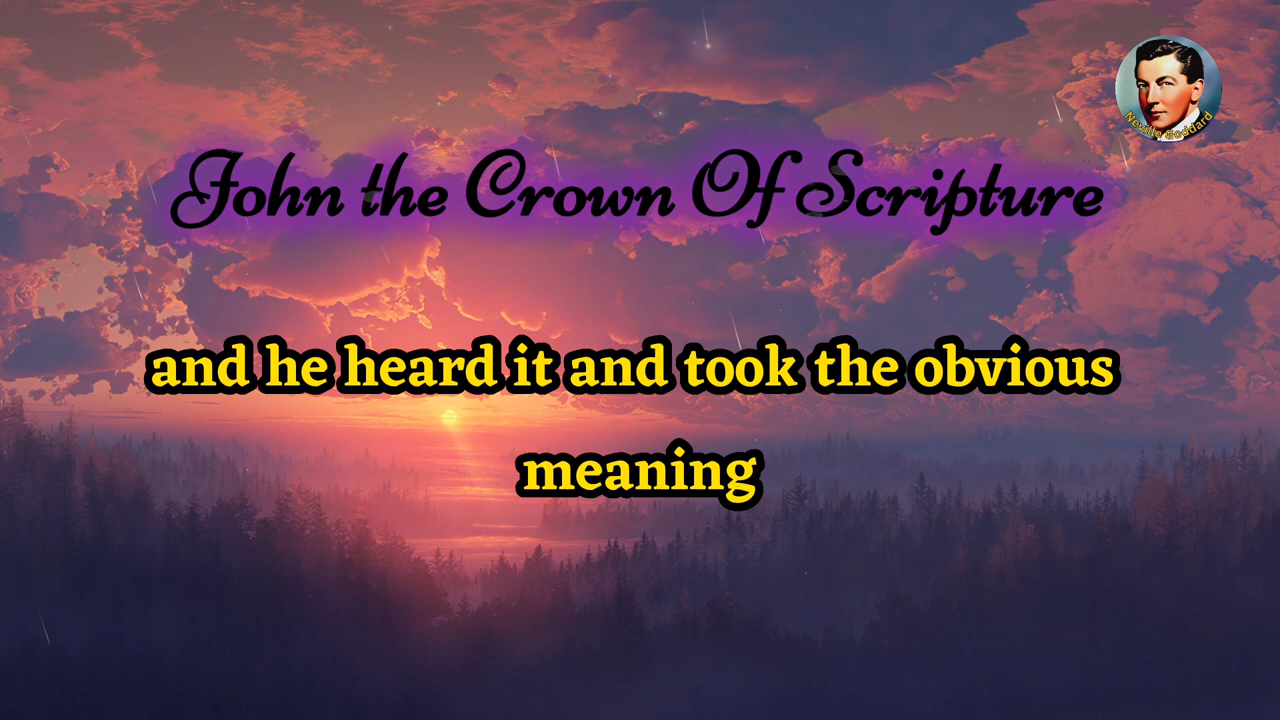 Neville Goddard
John the Crown Of Scripture
and he heard it and took the obvious
meaning